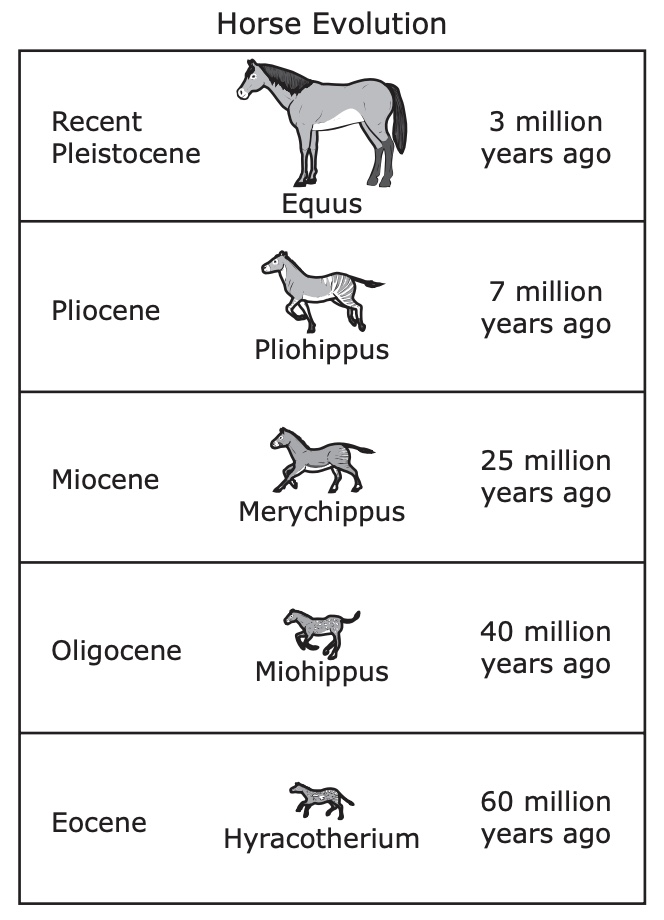 Horse Evolution
Recent
Pleistocene
Equus
3 million
years ago
Pliocene
Pliohippus
7 million
years ago
Miocene
Merychippus
25 million
years ago
Oligocene
Miohippus
40 million
years ago
Eocene
Hyracotherium
60 million
years ago